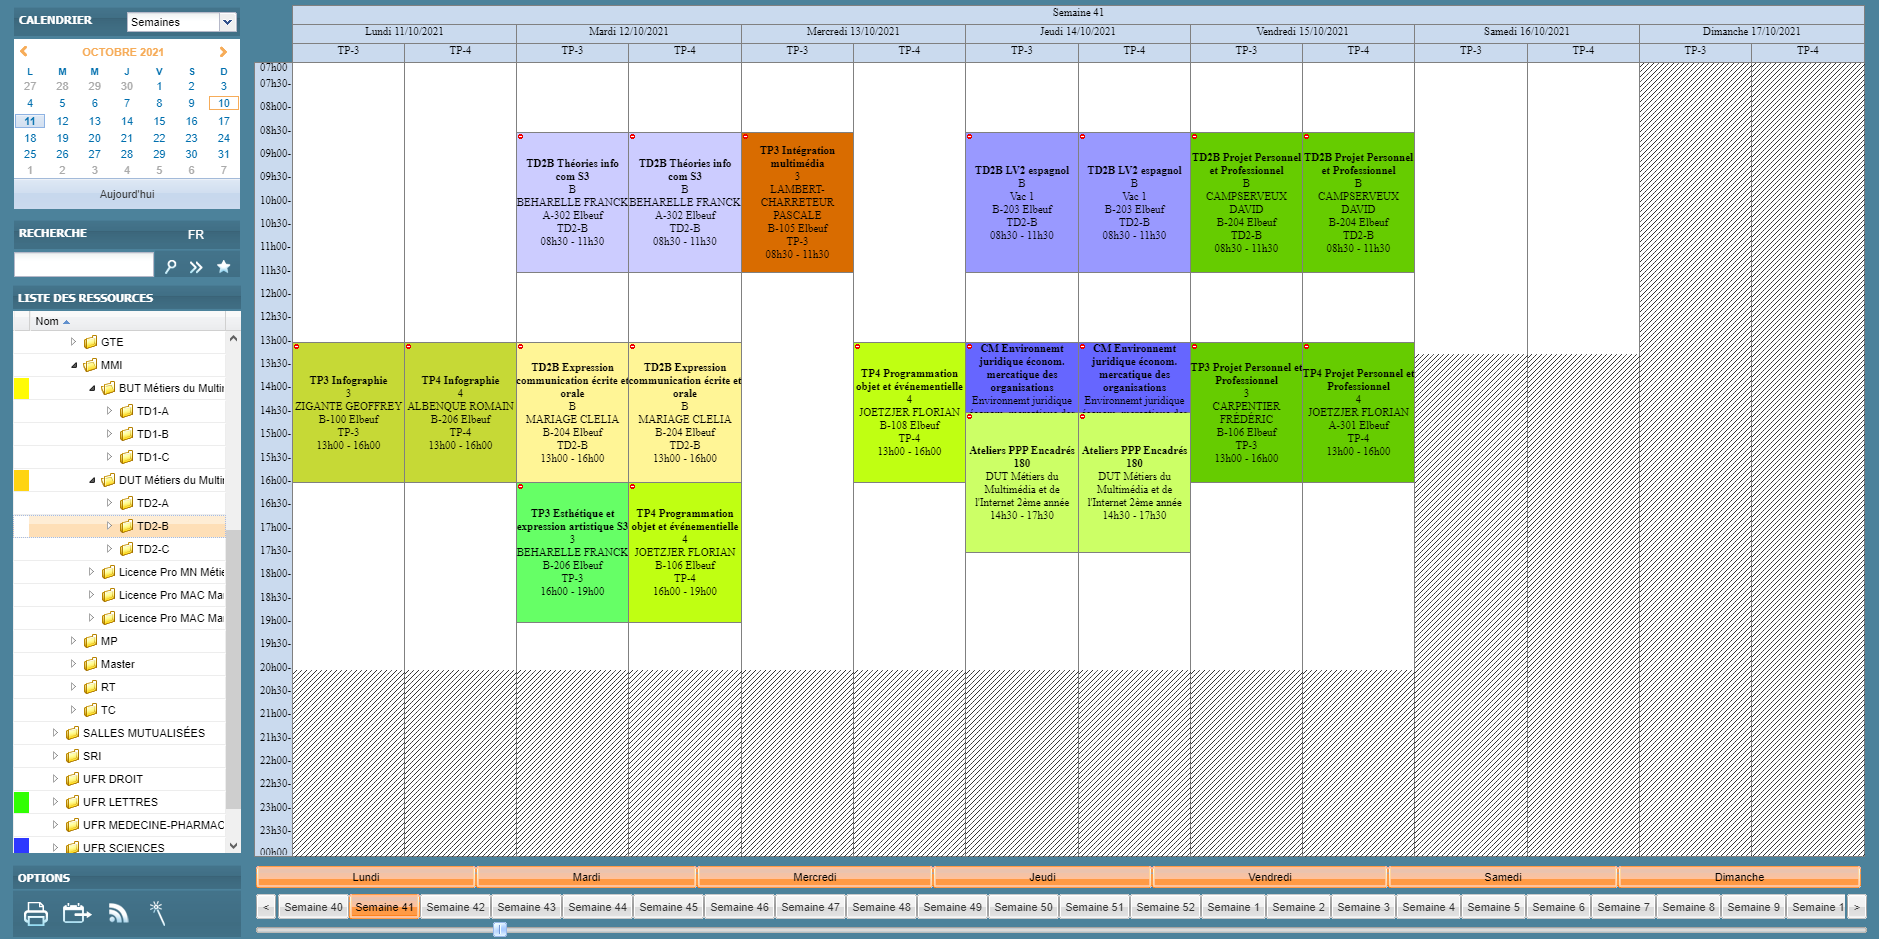 CALENDRIER
Semaines
OCTOBRE 2021
L M M J V S D
27 28 29 30 1 2 3
4 5 6 7 8 9 10
11 12 13 14 15 16 17
18 19 20 21 22 23 24
25 26 27 28 29 30 31
1 2 3 4 5 6 7
Aujourd'hui
RECHERCHE FR
LISTE DES RESSOURCES
Nom
GTE
MMI
BUT Métiers du Multir
TD1-A
TD1-B
TD1-C
DUT Métiers du Multir
TD2-A
TD2-B
TD2-C
Licence Pro MN Métie
Licence Pro MAC Mar
Licence Pro MAC Mar
MP
Master
RT
TC
SALLES MUTUALISÉES
SRI
UFR DROIT
UFR LETTRES
UFR MEDECINE-PHARMAC
UFR SCIENCES
OPTIONS
Semaine 41
Lundi 11/10/2021 Mardi 12/10/2021 Mercredi 13/10/2021 Jeudi 14/10/2021 Vendredi 15/10/2021 Samedi 16/10/2021 Dimanche 17/10/2021
TP-3 TP-4 TP-3 TP-4 TP-3 TP-4 TP-3 TP-4 TP-3 TP-4 TP-3 TP-4 TP-3 TP-4
07h00
07h30-
08h00-
08h30-
09h00-
09h30-
10h00-
10h30-
11h00-
11h30-
12h00-
12h30-
13h00-
13h30-
14h00-
14h30-
15h00-
15h30-
16h00-
16h30-
17h00-
17h30-
18h00-
18h30-
19h00-
19h30-
20h00-
20h30-
21h00-
21h30-
22h00-
22h30-
23h00-
23h30-
00h00
TP3 Infographie
3
ZIGANTE GEOFFREY
B-100 Elbeuf
TP-3
13h00 - 16h00
TP4 Infographie
4
ALBENQUE ROMAIN
B-206 Elbeuf
TP-4
13h00 - 16h00
TD2B Théories info
com S3
B
BEHARELLE FRANCK
A-302 Elbeuf
TD2-B
08h30 - 11h30
TD2B Théories info
com S3
B
BEHARELLE FRANCK
A-302 Elbeuf
TD2-B
08h30 - 11h30
TD2B Expression
communication écrite et
orale
B
MARIAGE CLELIA
B-204 Elbeuf
TD2-B
13h00 - 16h00
TD2B Expression
communication écrite et
orale
B
MARIAGE CLELIA
B-204 Elbeuf
TD2-B
13h00 - 16h00
TP3 Esthétique et
expression artistique S3
3
BEHARELLE FRANCK
B-206 Elbeuf
TP-3
16h00 - 19h00
TP4 Programmation
objet et événementielle
4
JOETZJER FLORIAN
B-106 Elbeuf
TP-4
16h00 - 19h00
TP3 Intégration
multimédia
3
LAMBERT-
CHARRETEUR
PASCALE
B-105 Elbeuf
TP-3
08h30 - 11h30
TP4 Programmation
objet et événementielle
4
JOETZJER FLORIAN
B-108 Elbeuf
TP-4
13h00 - 16h00
TD2B LV2 espagnol
B
Vac 1
B-203 Elbeuf
TD2-B
08h30 - 11h30
TD2B LV2 espagnol
B
Vac 1
B-203 Elbeuf
TD2-B
08h30 - 11h30
CM Environnemt
juridique économ.
mercatique des
organisations
Environnemt juridique
économ. mercatique des
CM Environnemt
juridique économ.
mercatique des
organisations
Environnemt juridique
économ. mercatique des
Ateliers PPP Encadrés
180
DUT Métiers du
Multimédia et de
l'Internet 2ème année
14h30 - 17h30
Ateliers PPP Encadrés
180
DUT Métiers du
Multimédia et de
l'Internet 2ème année
14h30 - 17h30
TD2B Projet Personnel
et Professionnel
B
CAMPSERVEUX
DAVID
B-204 Elbeuf
TD2-B
08h30 - 11h30
TD2B Projet Personnel
et Professionnel
B
CAMPSERVEUX
DAVID
B-204 Elbeuf
TD2-B
08h30 - 11h30
TP3 Projet Personnel et
Professionnel
3
CARPENTIER
FRÉDÉRIC
B-106 Elbeuf
TP-3
13h00 - 16h00
TP4 Projet Personnel et
Professionnel
4
JOETZJER FLORIAN
A-301 Elbeuf
TP-4
13h00 - 16h00
Lundi Mardi Mercredi Jeudi Vendredi Samedi Dimanche
< Semaine 40 Semaine 41 Semaine 42 Semaine 43 Semaine 44 Semaine 45 Semaine 46 Semaine 47 Semaine 48 Semaine 49 Semaine 50 Semaine 51 Semaine 52 Semaine 1 Semaine 2 Semaine 3 Semaine 4 Semaine 5 Semaine 6 Semaine 7 Semaine 8 Semaine 9 Semaine 1 >